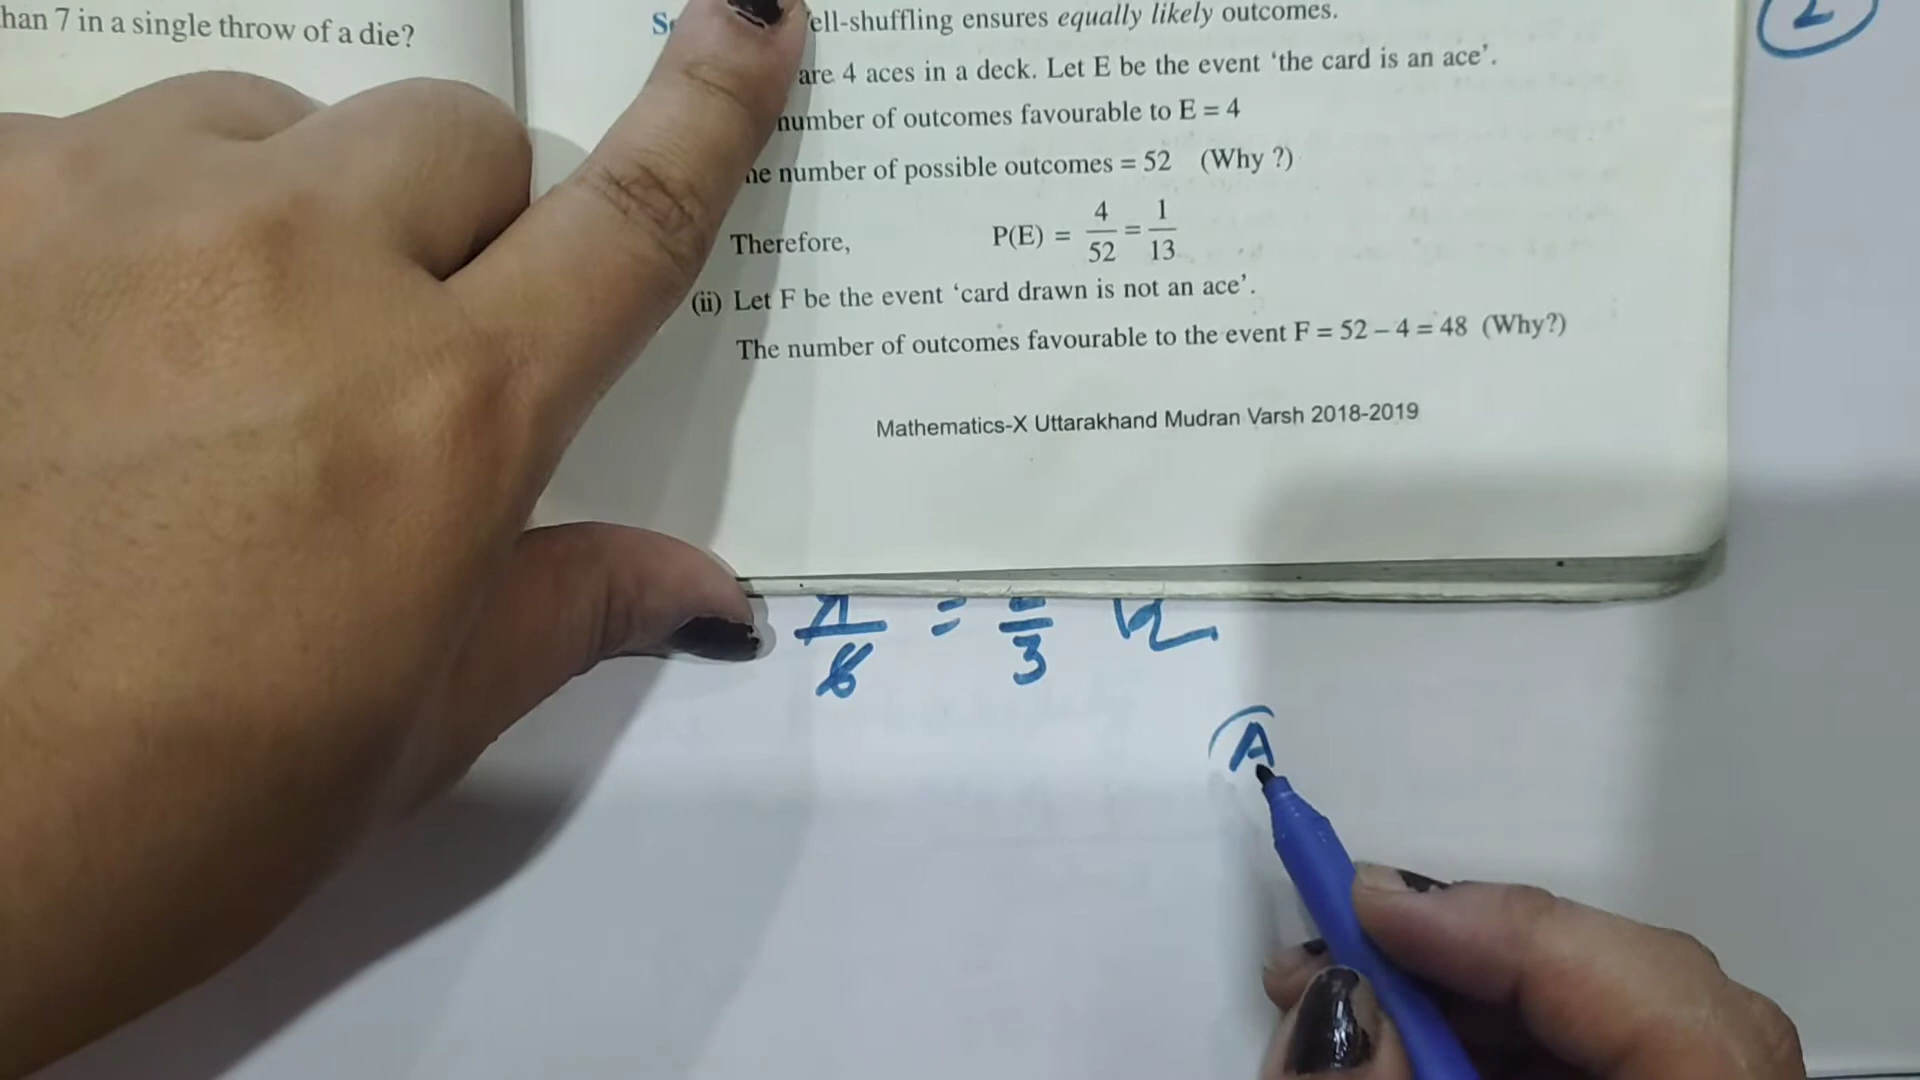 han 7 in a single throw of a die?
ell-shuffling ensures equally likely outcomes.
are 4 aces in a deck. Let E be the event ‘the card is an ace’.
number of outcomes favourable to E = 4
he number of possible outcomes = 52 (Why ?)
Therefore, P(E) = 4/52 = 1/13
(ii) Let F be the event ‘card drawn is not an ace’.
The number of outcomes favourable to the event F = 52 – 4 = 48 (Why?)
Mathematics-X Uttarakhand Mudran Varsh 2018-2019
2
6 = 3
A